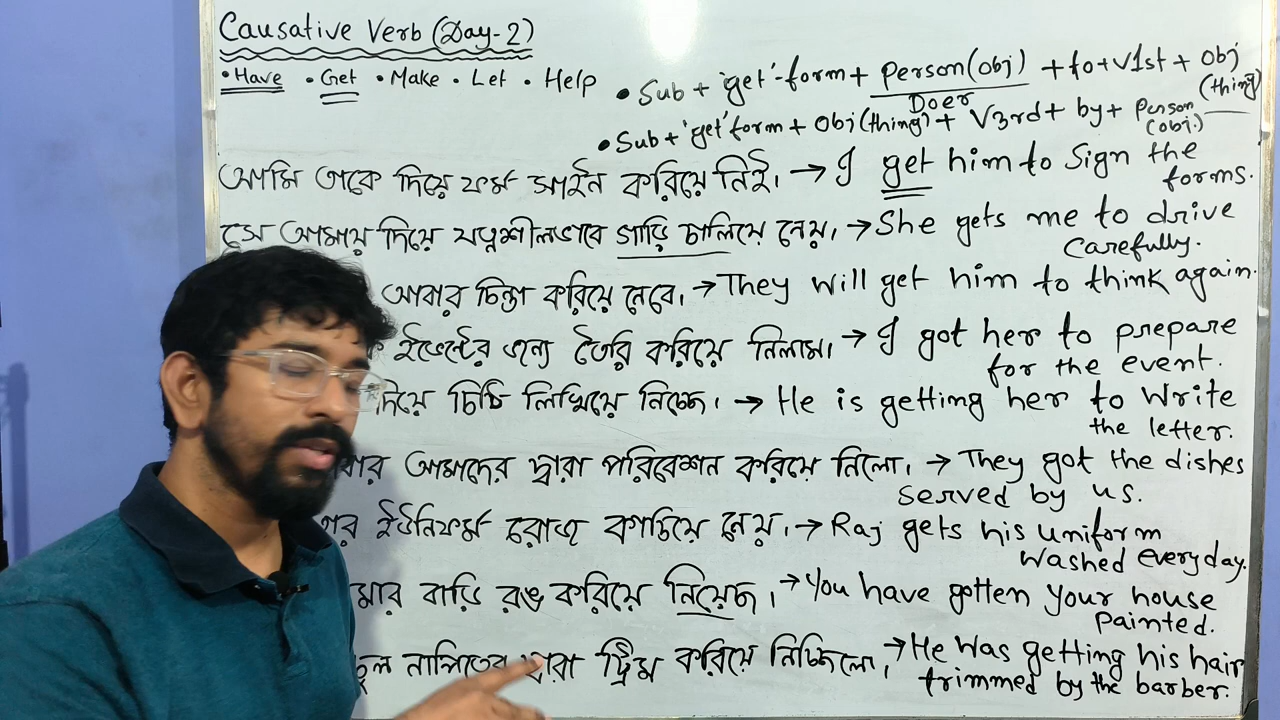 Causative Verb (Day-2)
• Have • Get • Make • Let • Help
• Sub + 'get'-form + Person(obj) + to+V1st + Obj
Doer (thing)
• Sub + 'get' form + Obj(thing) + V3rd + by + Person
(obj.)
আমি তাকে দিয়ে ফর্ম সাইন করিয়ে নিই। → I get him to Sign the
forms.
সে আমায় দিয়ে যত্নশীলভাবে গাড়ি চালিয়ে নেয়। → She gets me to drive
Carefully.
আবার চিন্তা করিয়ে নেবে। → They will get him to think again.
ইভেন্টের জন্যে তৈরি করিয়ে নিলাম। → I got her to prepare
for the event.
দিয়ে চিঠি লিখিয়ে নিচ্ছে। → He is getting her to Write
the letter.
আমাদের দ্বারা পরিবেশন করিয়ে নিলো। → They got the dishes
Served by us.
ইউনিফর্ম রোজ কাচিয়ে নেয়। → Raj gets his uniform
washed everyday.
বাড়ি রঙ করিয়ে নিয়েছ। → You have gotten your house
painted.
নাপিতের দ্বারা ট্রিম করিয়ে নিচ্ছিলো। → He was getting his hair
trimmed by the barber.